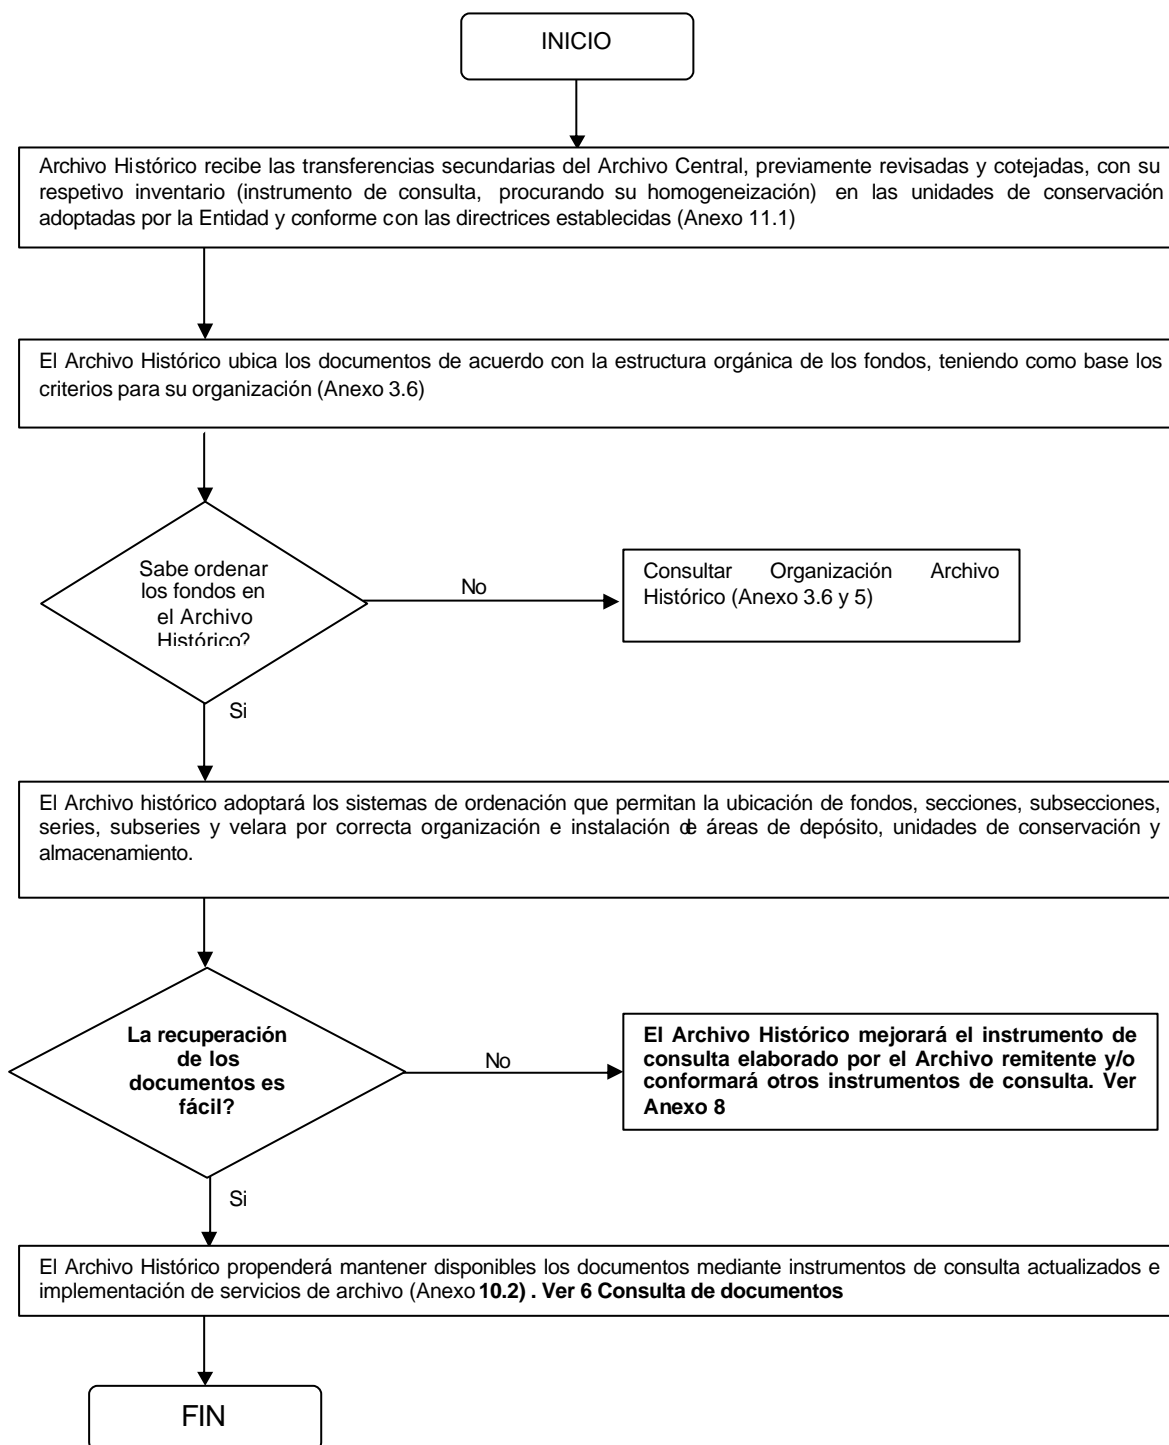 INICIO
Archivo Histórico recibe las transferencias secundarias del Archivo Central, previamente revisadas y cotejadas, con su
respetivo inventario (instrumento de consulta, procurando su homogeneización) en las unidades de conservación
adoptadas por la Entidad y conforme con las directrices establecidas (Anexo 11.1)
El Archivo Histórico ubica los documentos de acuerdo con la estructura orgánica de los fondos, teniendo como base los
criterios para su organización (Anexo 3.6)
Sabe ordenar
los fondos en
el Archivo
Histórico?
No
Consultar Organización Archivo
Histórico (Anexo 3.6 y 5)
Si
El Archivo histórico adoptará los sistemas de ordenación que permitan la ubicación de fondos, secciones, subsecciones,
series, subseries y velara por correcta organización e instalación de áreas de depósito, unidades de conservación y
almacenamiento.
La recuperación
de los
documentos es
fácil?
No
El Archivo Histórico mejorará el instrumento de
consulta elaborado por el Archivo remitente y/o
conformará otros instrumentos de consulta. Ver
Anexo 8
Si
El Archivo Histórico propenderá mantener disponibles los documentos mediante instrumentos de consulta actualizados e
implementación de servicios de archivo (Anexo 10.2) . Ver 6 Consulta de documentos
FIN